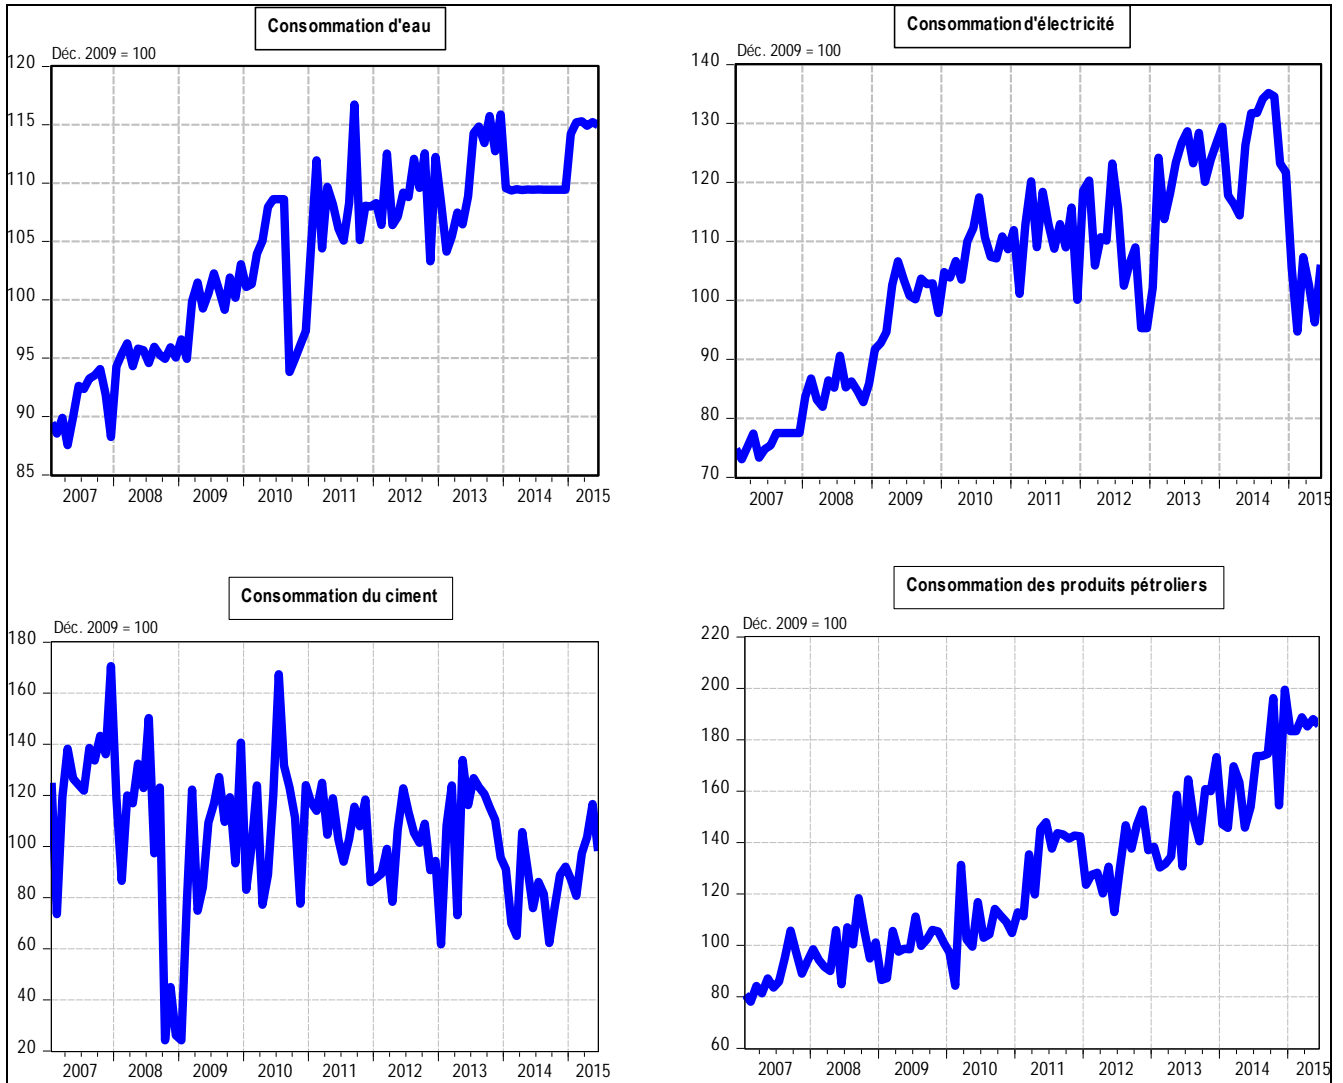 Consommation d'eau
Déc. 2009 = 100
120
115
110
105
100
95
90
85
2007 2008 2009 2010 2011 2012 2013 2014 2015
Consommation d'électricité
Déc. 2009 = 100
140
130
120
110
100
90
80
70
2007 2008 2009 2010 2011 2012 2013 2014 2015
Consommation du ciment
Déc. 2009 = 100
180
160
140
120
100
80
60
40
20
2007 2008 2009 2010 2011 2012 2013 2014 2015
Consommation des produits pétroliers
Déc. 2009 = 100
220
200
180
160
140
120
100
80
60
2007 2008 2009 2010 2011 2012 2013 2014 2015